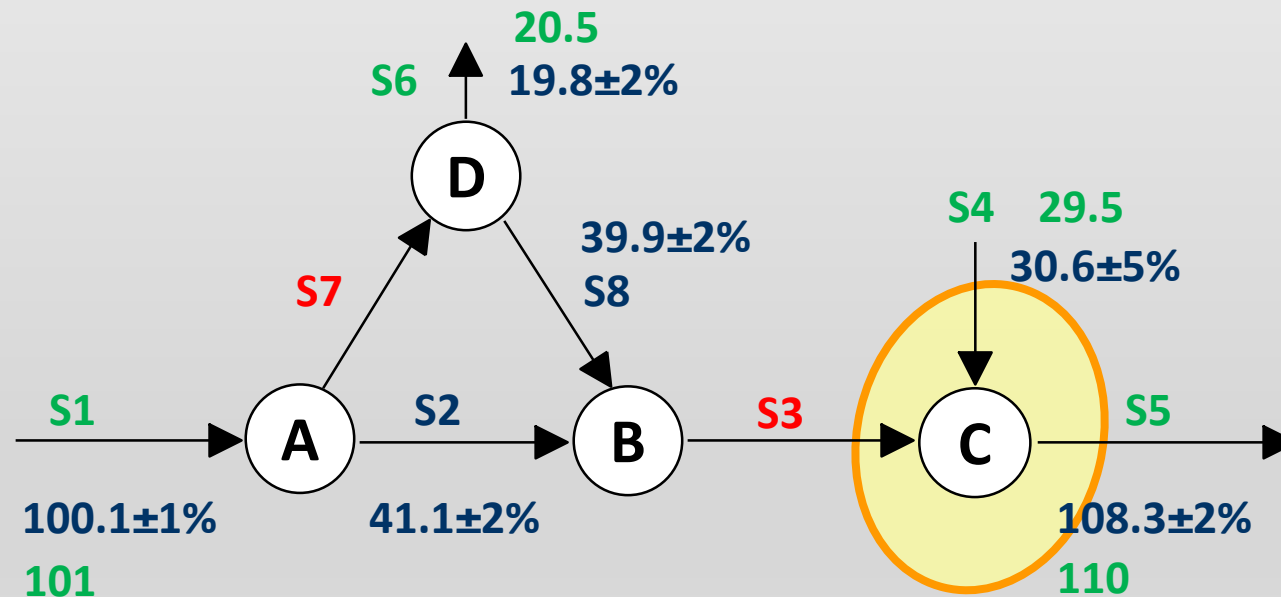 20.5
S6 19.8±2%
D
S4 29.5
39.9±2%
30.6±5%
S7 S8
S1 S2 S3 S5
A B C
100.1±1% 41.1±2% 108.3±2%
101 110